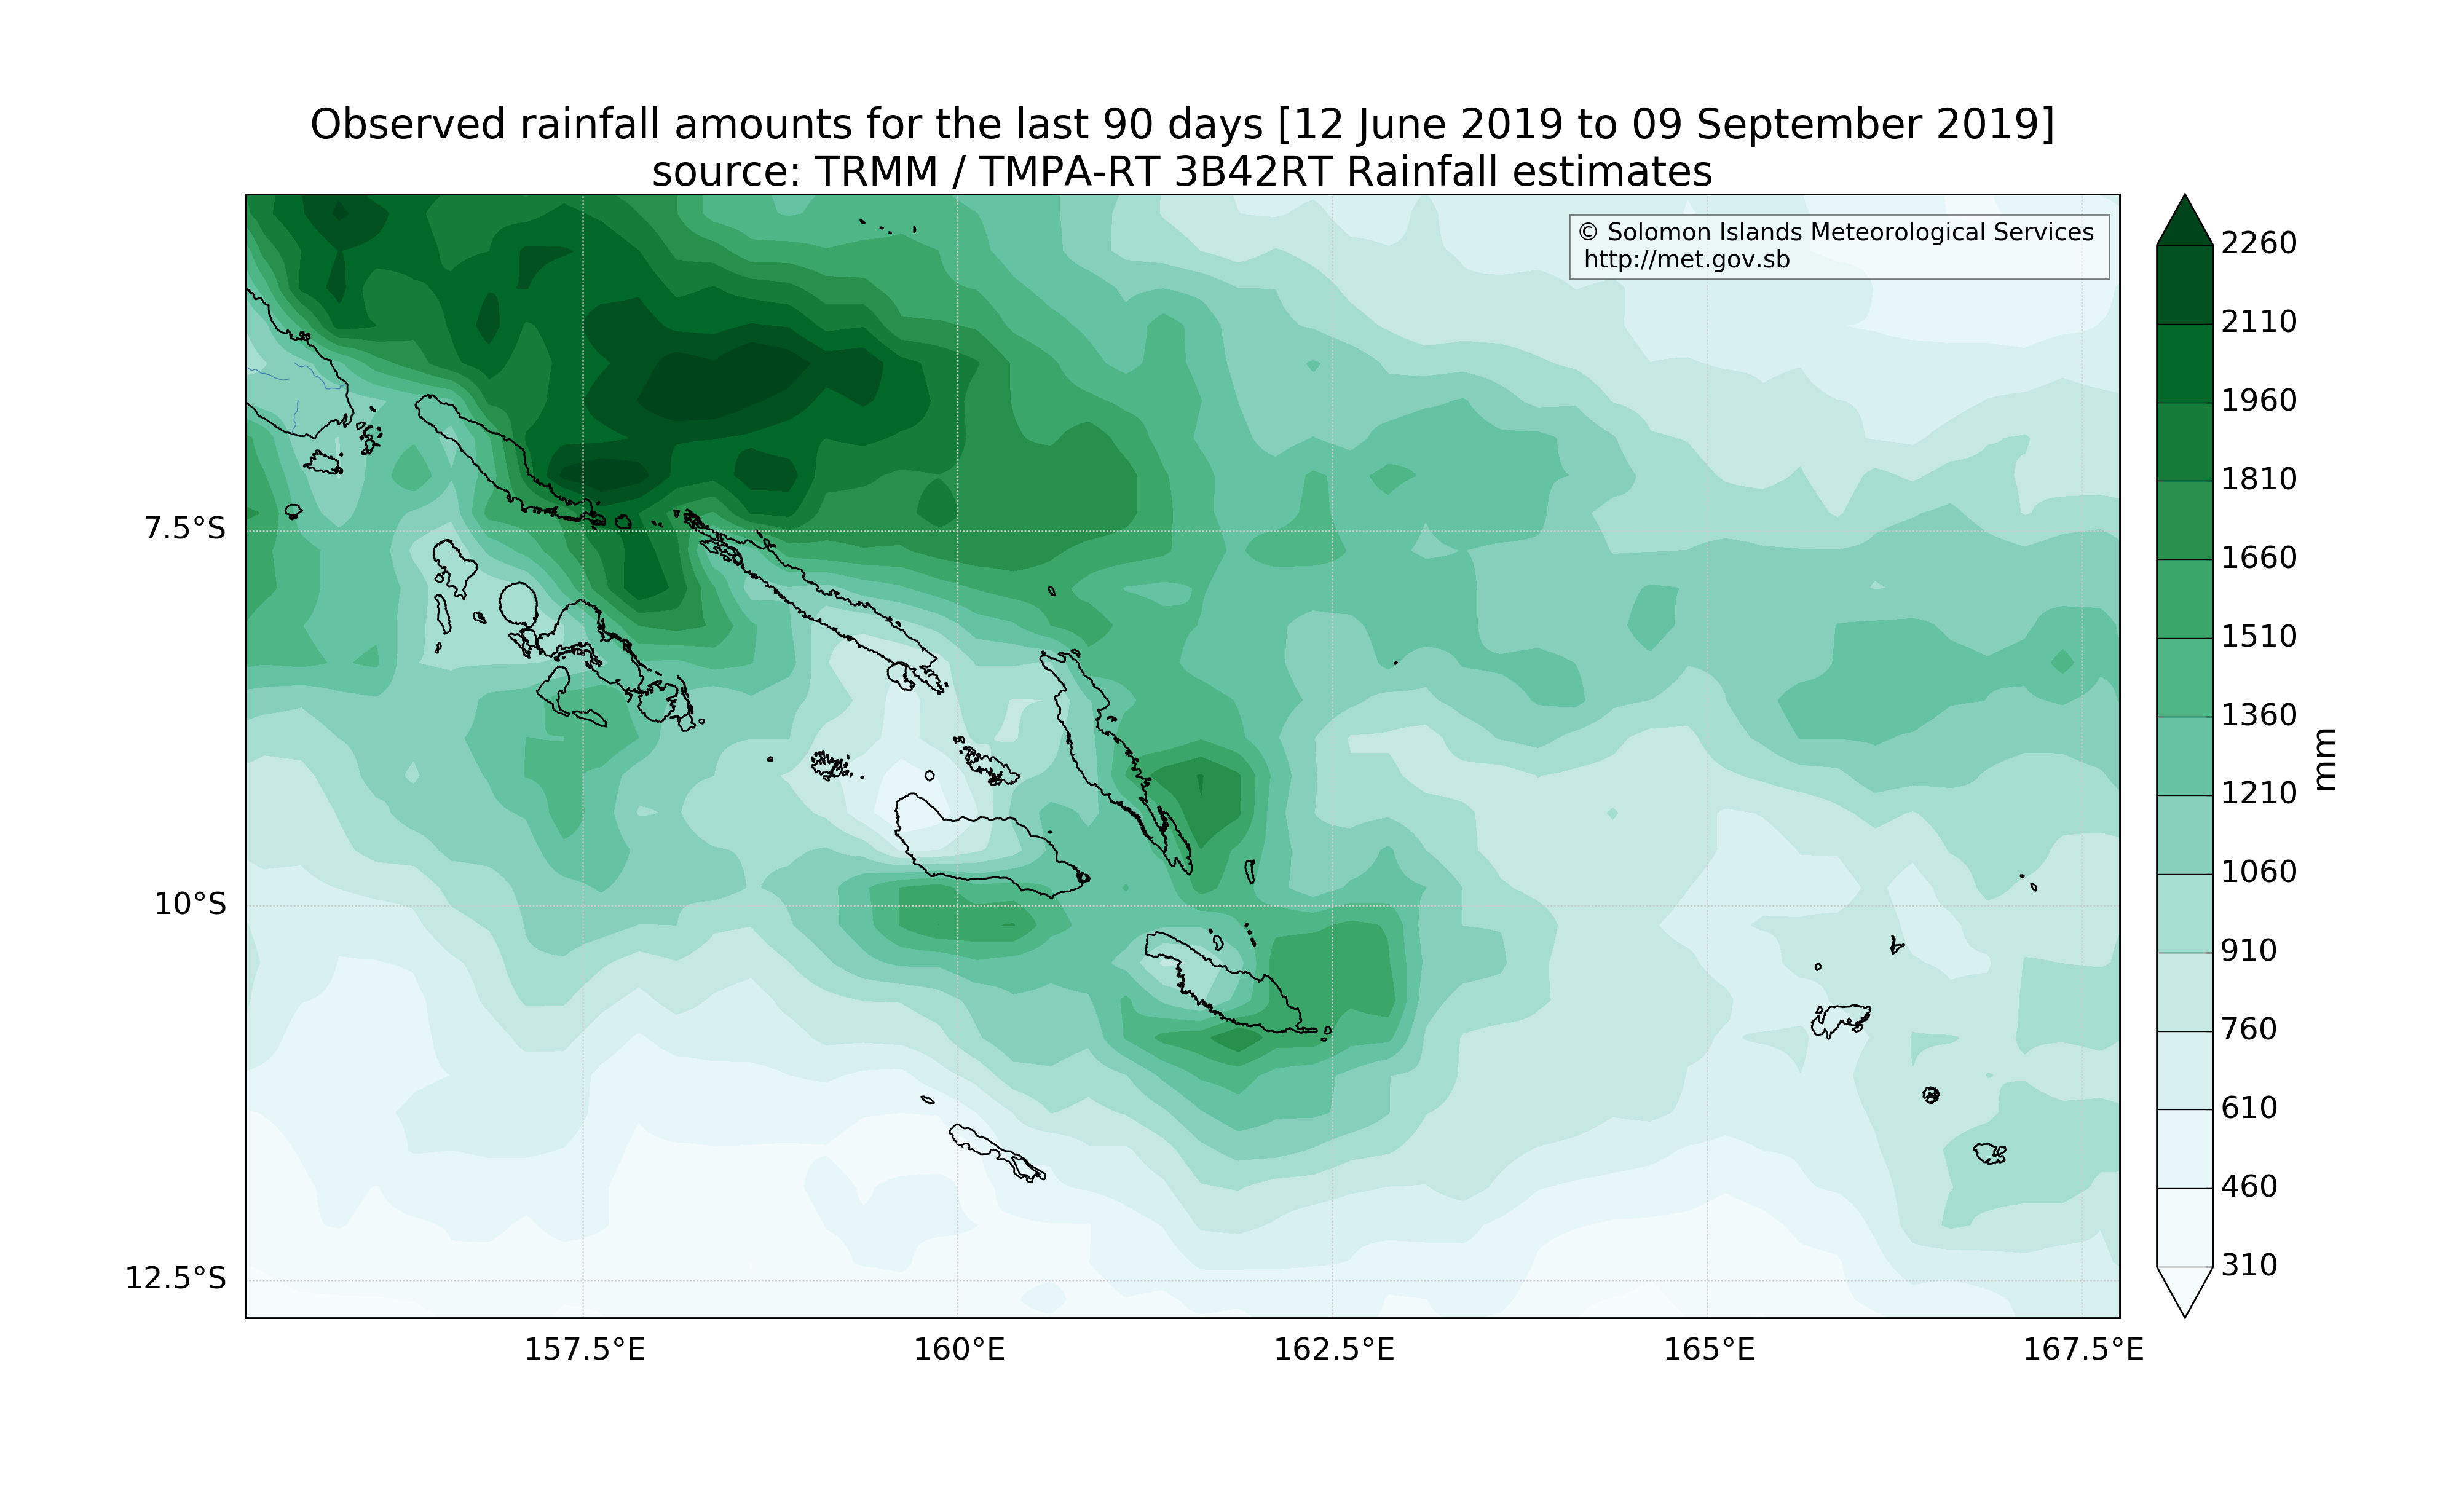 Observed rainfall amounts for the last 90 days [12 June 2019 to 09 September 2019]
source: TRMM / TMPA-RT 3B42RT Rainfall estimates
© Solomon Islands Meteorological Services
http://met.gov.sb
7.5°S
10°S
12.5°S
157.5°E
160°E
162.5°E
165°E
167.5°E
2260
2110
1960
1810
1660
1510
1360
1210
1060
910
760
610
460
310
mm